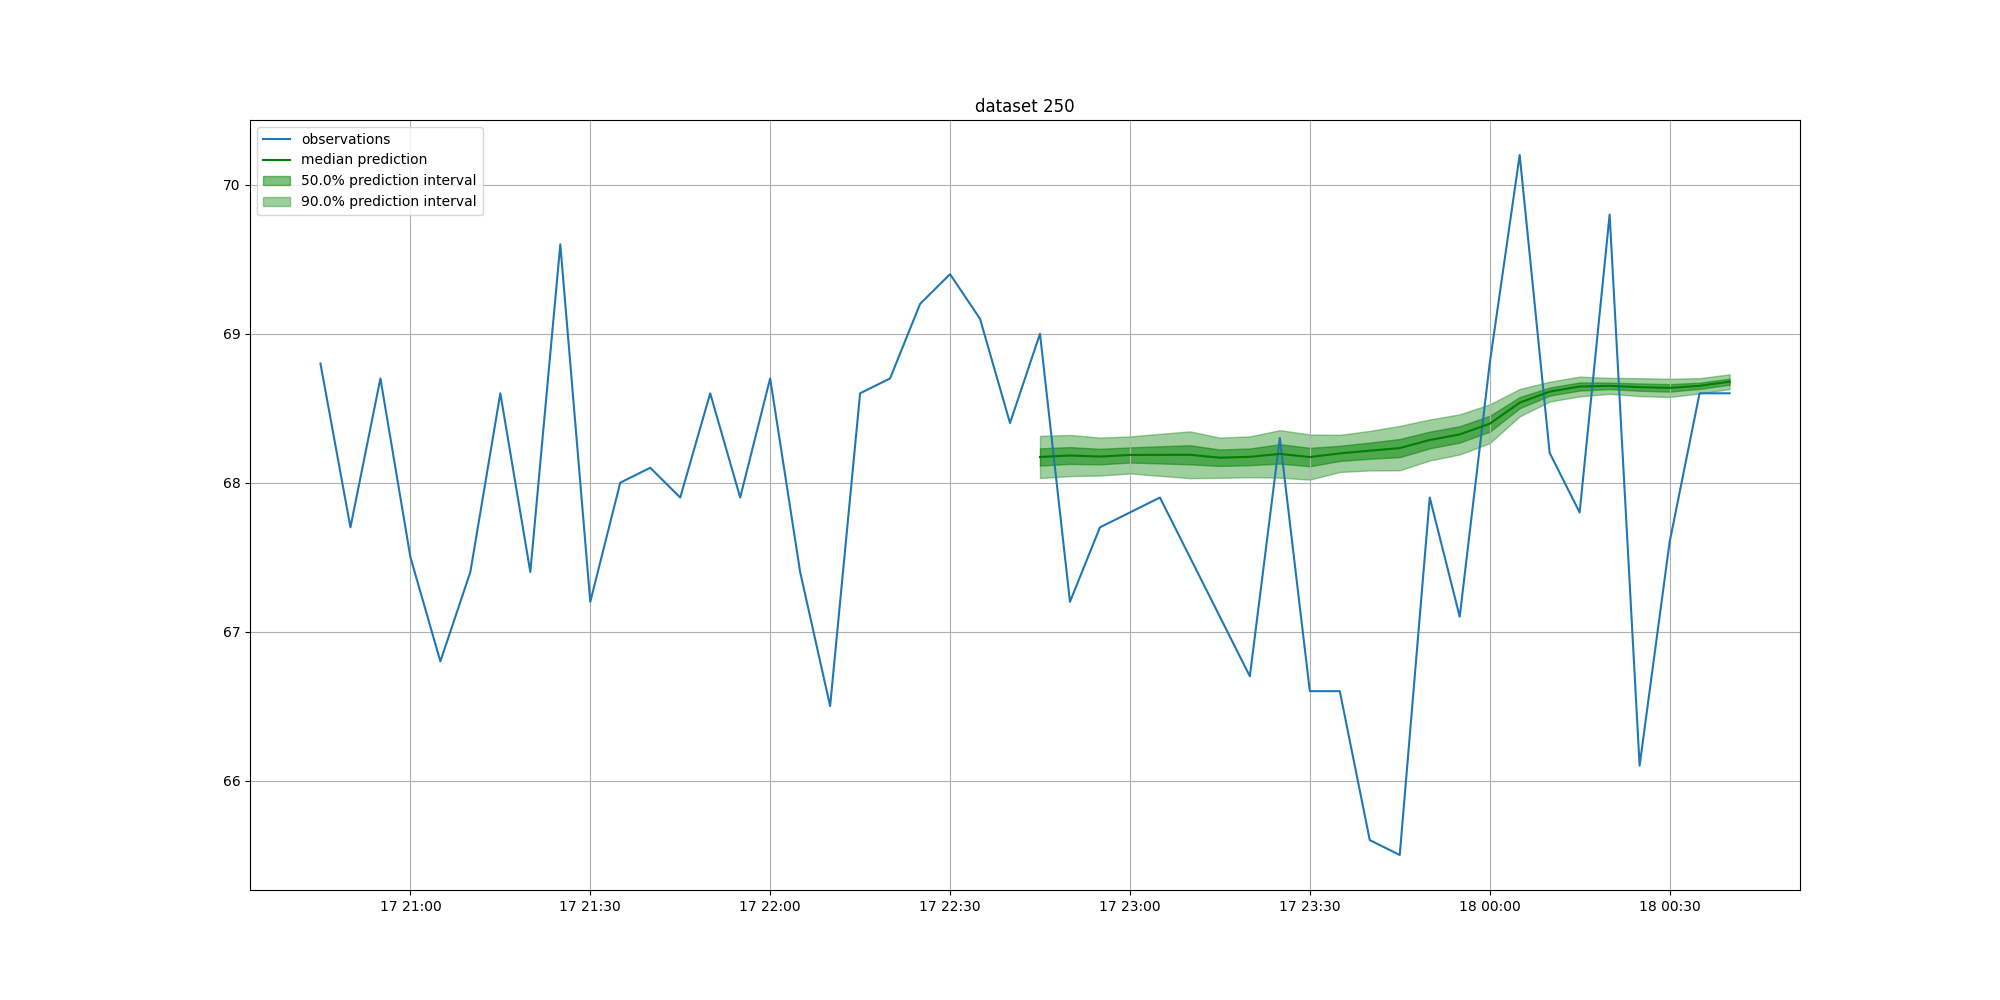 dataset 250
observations
median prediction
50.0% prediction interval
90.0% prediction interval
70
69
68
67
66
17 21:00
17 21:30
17 22:00
17 22:30
17 23:00
17 23:30
18 00:00
18 00:30